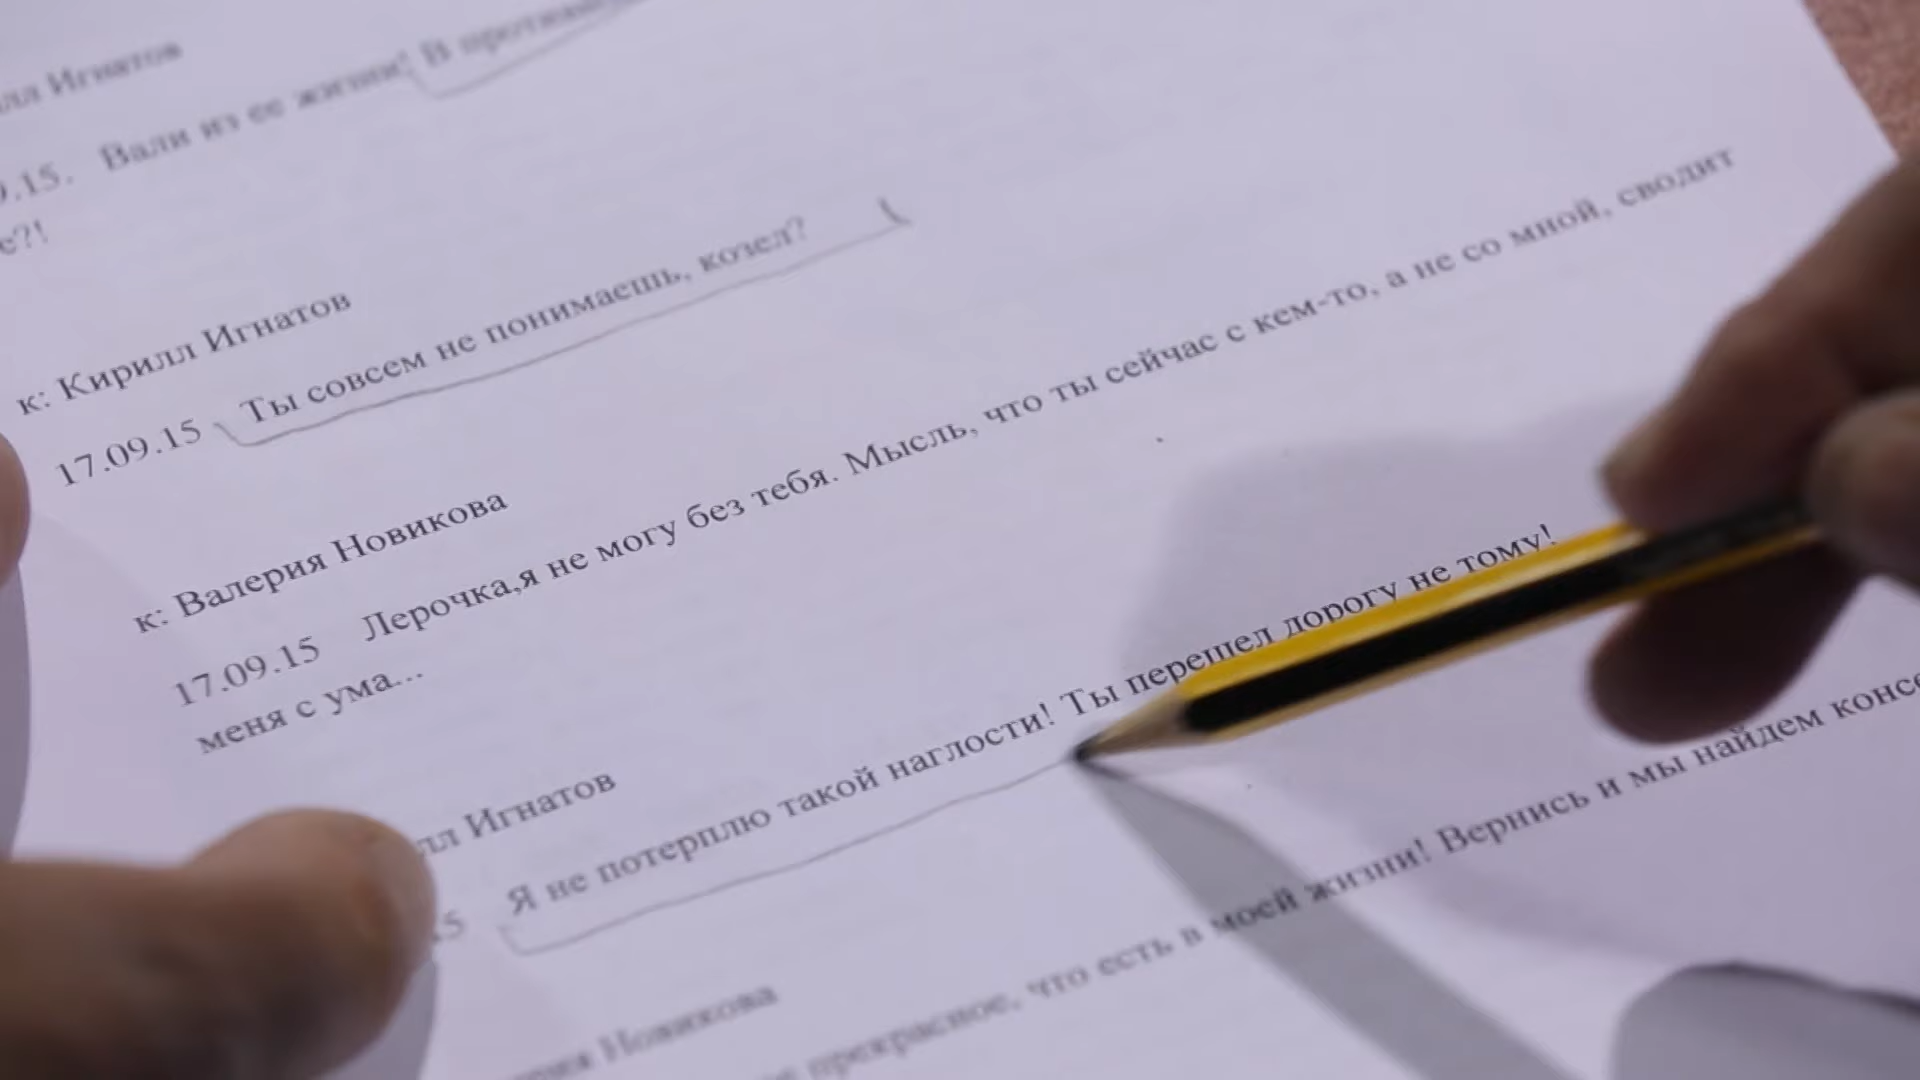 лл Игнатов
9.15. Вали из ее жизни! В против
е?!
к: Кирилл Игнатов
17.09.15 Ты совсем не понимаешь, козел?
к: Валерия Новикова
17.09.15 Лерочка,я не могу без тебя. Мысль, что ты сейчас с кем-то, а не со мной, сводит
меня с ума...
лл Игнатов
15 Я не потерплю такой наглости! Ты перешел дорогу не тому!
Новикова
прекрасное, что есть в моей жизни! Вернись и мы найдем консе